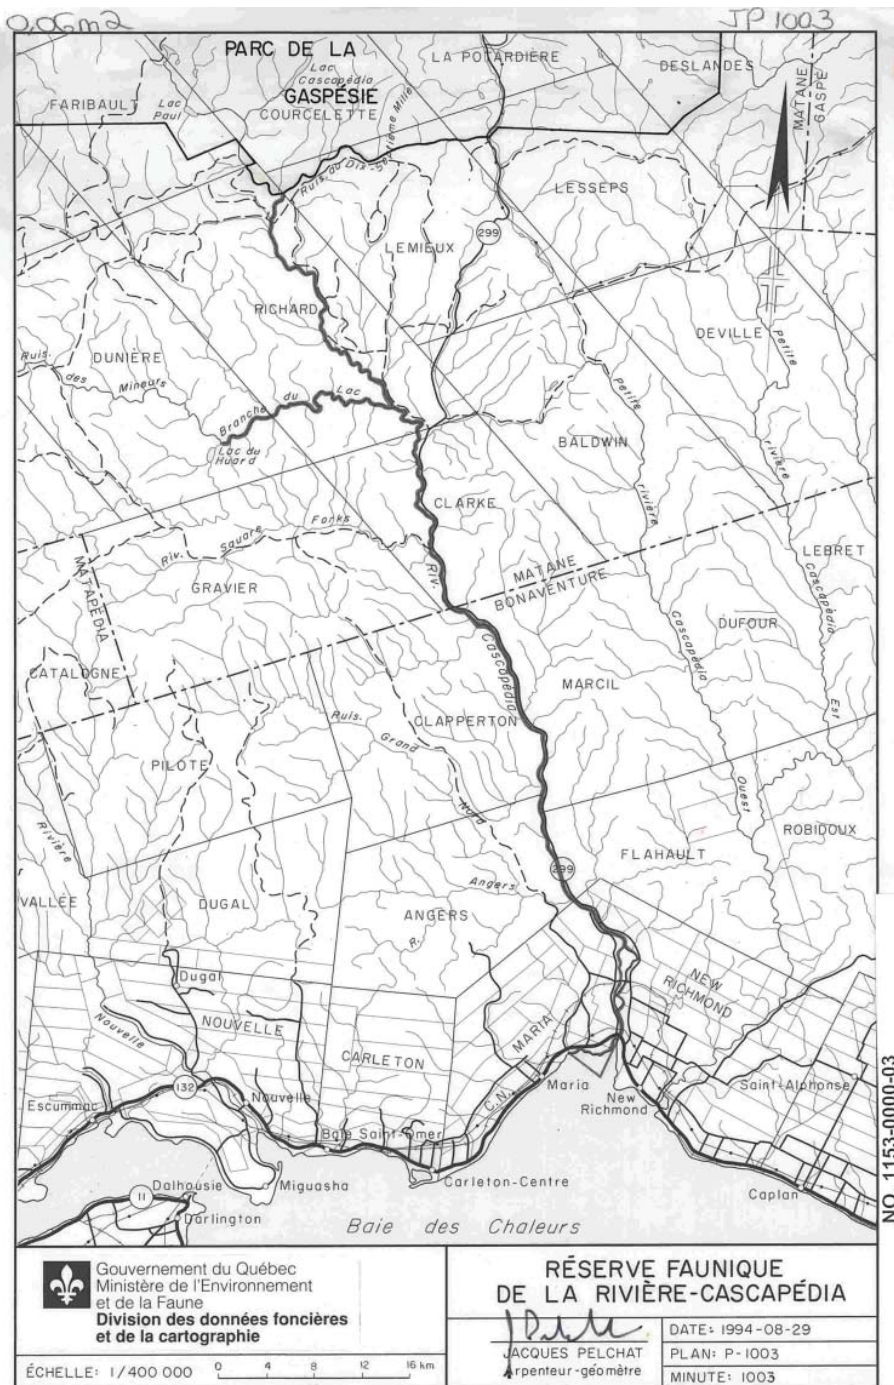 0,06m2
JP 1003
PARC DE LA
GASPÉSIE
Lac
Cascapédia
LA POTARDIÈRE
DESLANDES
FARIBAULT
Lac
Paul
COURCELETTE
MATANE
GASPÉ
Ruis. du Dix-Septième Mille
LESSEPS
299
LEMIEUX
RICHARD
DEVILLE
DUNIÈRE
Ruis.
des
Mineurs
Branche du Lac
Lac du
Huard
Petite
rivière
Cascapédia
Ouest
Petite
rivière
Cascapédia
Est
BALDWIN
CLARKE
Riv. Square Forks
LEBRET
MATAPÉDIA
GRAVIER
MATANE
BONAVENTURE
Riv.
Cascapédia
DUFOUR
CATALOGNE
MARCIL
CLAPPERTON
Ruis.
Grand
Nord
PILOTE
Rivière
ROBIDOUX
FLAHAULT
299
Angers
R.
VALLÉE
DUGAL
ANGERS
NEW
RICHMOND
Dugal
Nouvelle
NOUVELLE
MARIA
CARLETON
132
Escuminac
Nouvelle
C.N.
Maria
New
Richmond
Saint-Alphonse
Baie Saint-Omer
Dalhousie
Miguasha
Carleton-Centre
Caplan
11
Darlington
Baie des Chaleurs
NO. 1153-0000-03
Gouvernement du Québec
Ministère de l'Environnement
et de la Faune
Division des données foncières
et de la cartographie
ÉCHELLE: 1/400 000
0 4 8 12 16 km
RÉSERVE FAUNIQUE
DE LA RIVIÈRE-CASCAPÉDIA
JACQUES PELCHAT
Arpenteur-géomètre
DATE: 1994-08-29
PLAN: P-1003
MINUTE: 1003